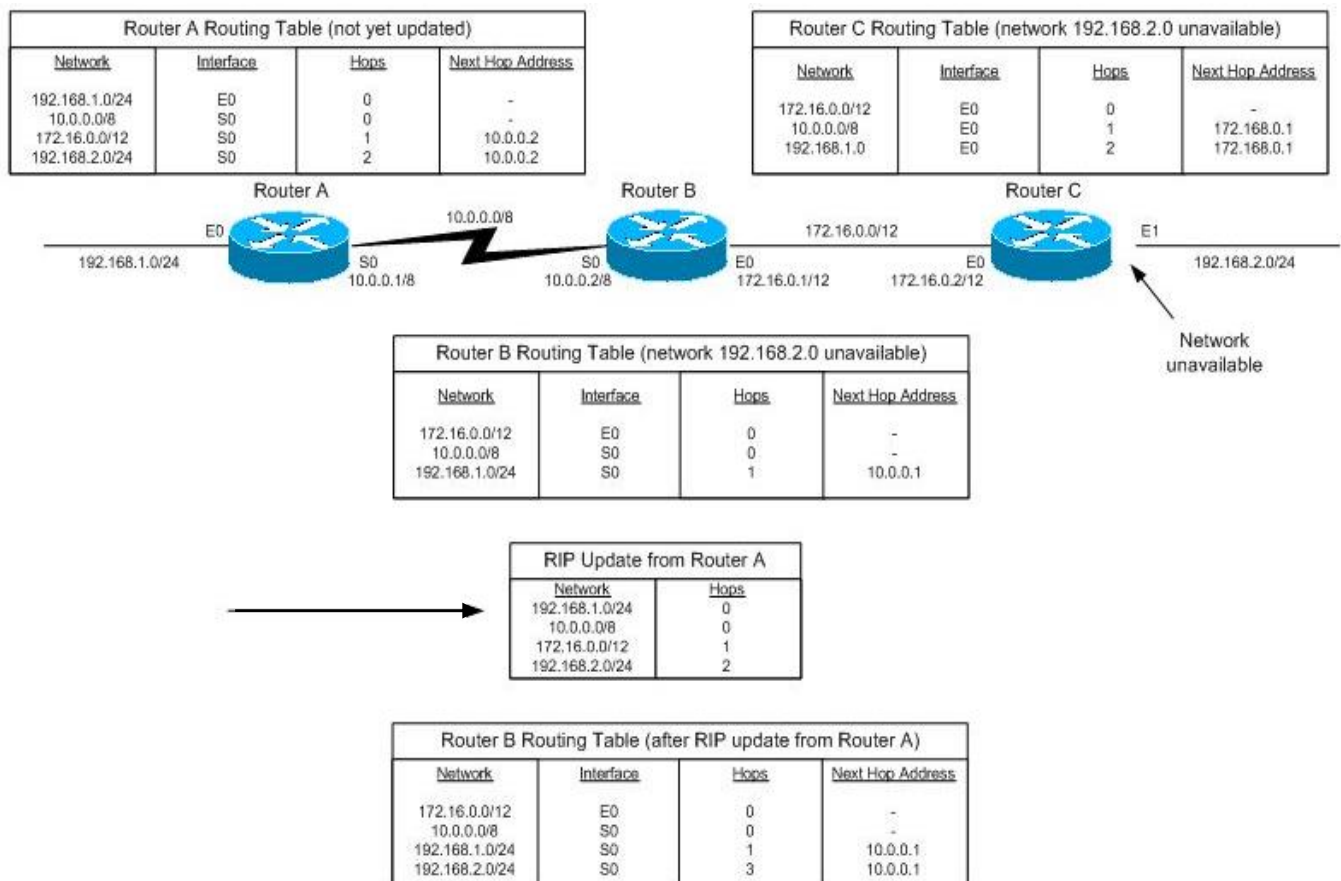 Router A Routing Table (not yet updated)
Network Interface Hops Next Hop Address
192.168.1.0/24 E0 0 -
10.0.0.0/8 S0 0 -
172.16.0.0/12 S0 1 10.0.0.2
192.168.2.0/24 S0 2 10.0.0.2
Router C Routing Table (network 192.168.2.0 unavailable)
Network Interface Hops Next Hop Address
172.16.0.0/12 E0 0 -
10.0.0.0/8 E0 1 172.168.0.1
192.168.1.0 E0 2 172.168.0.1
Router A
Router B
Router C
E0
192.168.1.0/24
S0
10.0.0.1/8
10.0.0.0/8
S0
10.0.0.2/8
E0
172.16.0.1/12
172.16.0.0/12
E0
172.16.0.2/12
E1
192.168.2.0/24
Network
unavailable
Router B Routing Table (network 192.168.2.0 unavailable)
Network Interface Hops Next Hop Address
172.16.0.0/12 E0 0 -
10.0.0.0/8 S0 0 -
192.168.1.0/24 S0 1 10.0.0.1
RIP Update from Router A
Network Hops
192.168.1.0/24 0
10.0.0.0/8 0
172.16.0.0/12 1
192.168.2.0/24 2
Router B Routing Table (after RIP update from Router A)
Network Interface Hops Next Hop Address
172.16.0.0/12 E0 0 -
10.0.0.0/8 S0 0 -
192.168.1.0/24 S0 1 10.0.0.1
192.168.2.0/24 S0 3 10.0.0.1